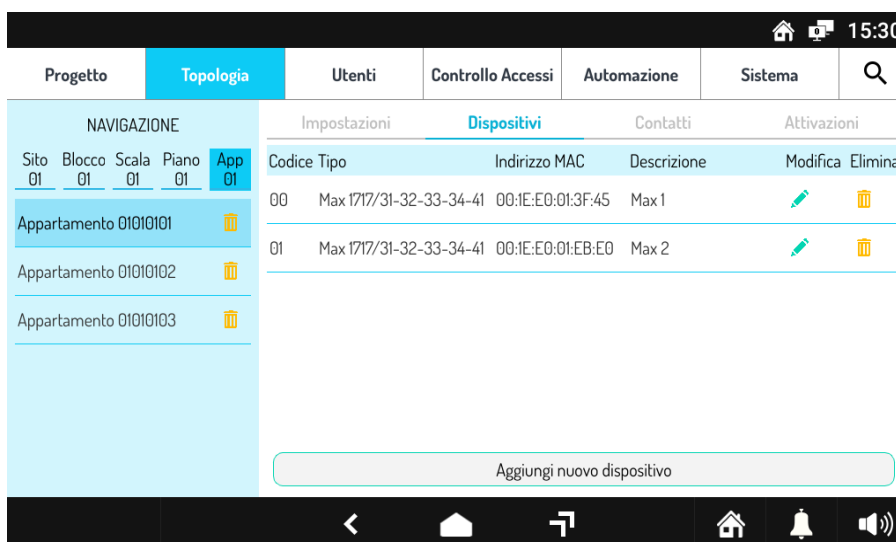 15:30
Progetto Topologia Utenti Controllo Accessi Automazione Sistema
NAVIGAZIONE
Impostazioni Dispositivi Contatti Attivazioni
Sito Blocco Scala Piano App
01 01 01 01 01
Codice Tipo Indirizzo MAC Descrizione Modifica Elimina
00 Max 1717/31-32-33-34-41 00:1E:E0:01:3F:45 Max 1
Appartamento 01010101
01 Max 1717/31-32-33-34-41 00:1E:E0:01:EB:E0 Max 2
Appartamento 01010102
Appartamento 01010103
Aggiungi nuovo dispositivo